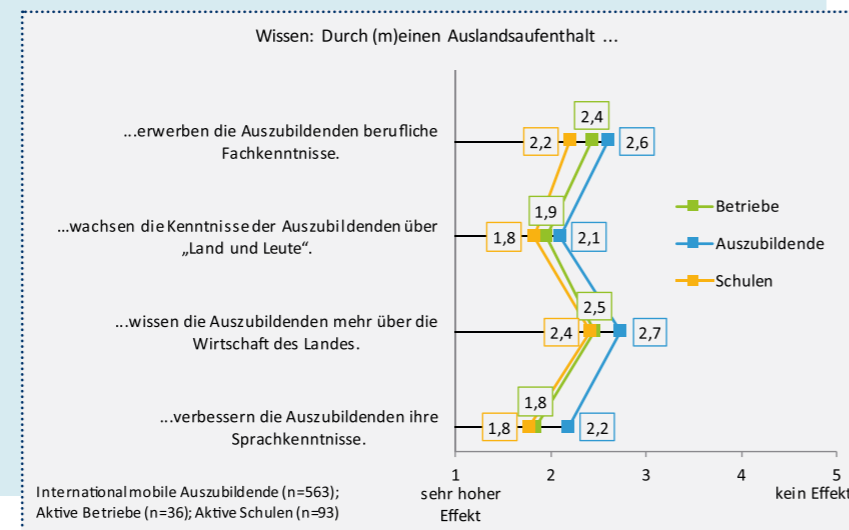 Wissen: Durch (m)einen Auslandsaufenthalt ...
...erwerben die Auszubildenden berufliche
Fachkenntnisse.
2,2
2,4
2,6
...wachsen die Kenntnisse der Auszubildenden über
„Land und Leute“.
1,8
1,9
2,1
...wissen die Auszubildenden mehr über die
Wirtschaft des Landes.
2,4
2,5
2,7
...verbessern die Auszubildenden ihre
Sprachkenntnisse.
1,8
1,8
2,2
Betriebe
Auszubildende
Schulen
1 2 3 4 5
sehr hoher
Effekt
kein Effekt
International mobile Auszubildende (n=563);
Aktive Betriebe (n=36); Aktive Schulen (n=93)